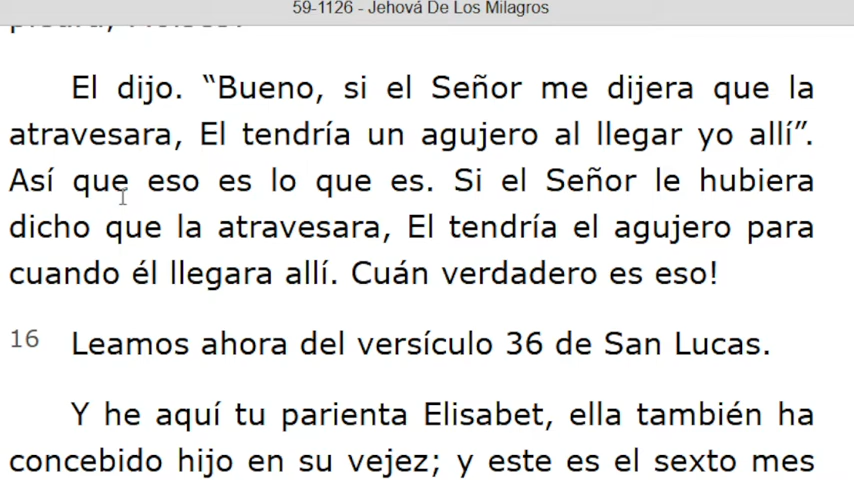 59-1126 - Jehová De Los Milagros
El dijo. “Bueno, si el Señor me dijera que la
atravesara, El tendría un agujero al llegar yo allí”.
Así que eso es lo que es. Si el Señor le hubiera
dicho que la atravesara, El tendría el agujero para
cuando él llegara allí. Cuán verdadero es eso!
16 Leamos ahora del versículo 36 de San Lucas.
Y he aquí tu parienta Elisabet, ella también ha
concebido hijo en su vejez; y este es el sexto mes